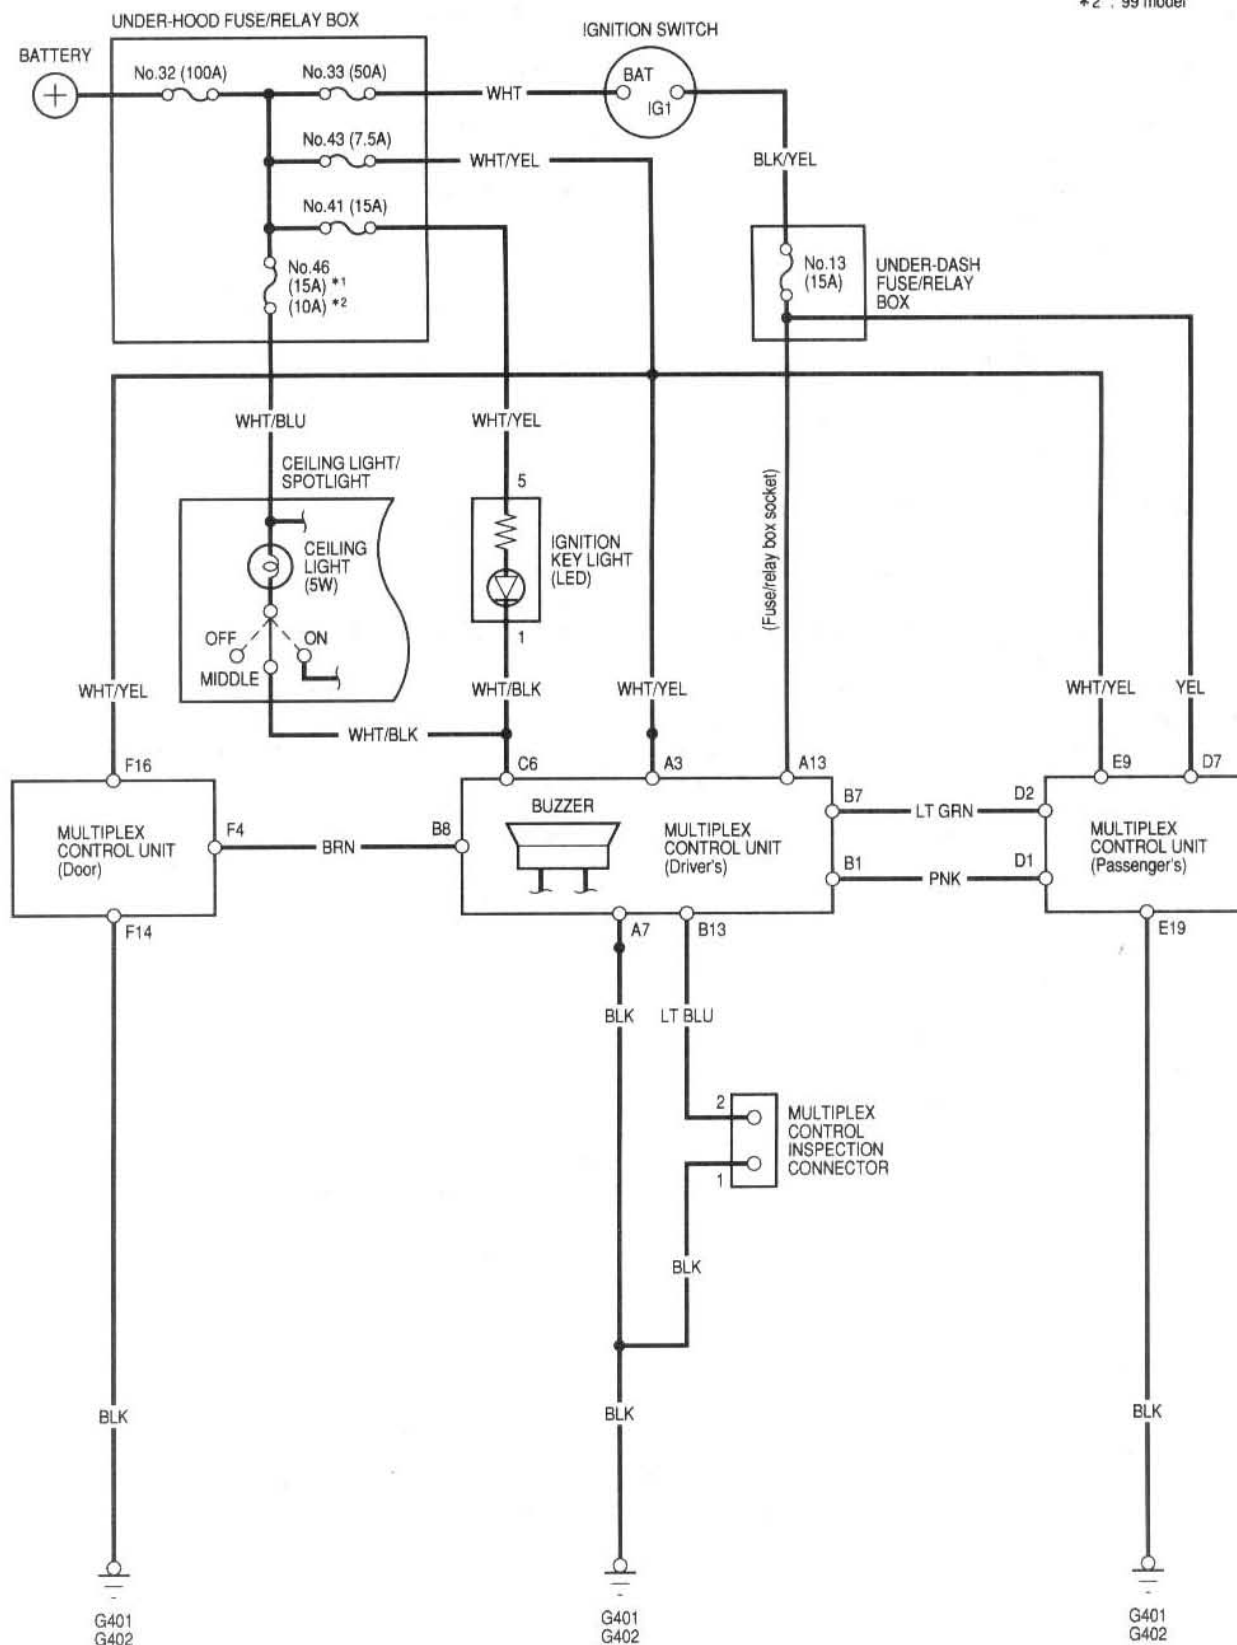 *2 : 99 model
UNDER-HOOD FUSE/RELAY BOX
IGNITION SWITCH
BATTERY
No.32 (100A)
No.33 (50A)
WHT
BAT
IG1
No.43 (7.5A)
WHT/YEL
BLK/YEL
No.41 (15A)
No.46
(15A) *1
(10A) *2
No.13
(15A)
UNDER-DASH
FUSE/RELAY
BOX
WHT/BLU
WHT/YEL
CEILING LIGHT/
SPOTLIGHT
5
CEILING
LIGHT
(5W)
IGNITION
KEY LIGHT
(LED)
(Fuse/relay box socket)
OFF
ON
MIDDLE
1
WHT/YEL
WHT/BLK
WHT/YEL
WHT/YEL
YEL
WHT/BLK
F16
C6
A3
A13
E9
D7
MULTIPLEX
CONTROL UNIT
(Door)
F4
BRN
B8
BUZZER
MULTIPLEX
CONTROL UNIT
(Driver's)
B7
LT GRN
D2
B1
PNK
D1
MULTIPLEX
CONTROL UNIT
(Passenger's)
F14
A7
B13
E19
BLK
LT BLU
2
1
MULTIPLEX
CONTROL
INSPECTION
CONNECTOR
BLK
BLK
BLK
BLK
G401
G402
G401
G402
G401
G402